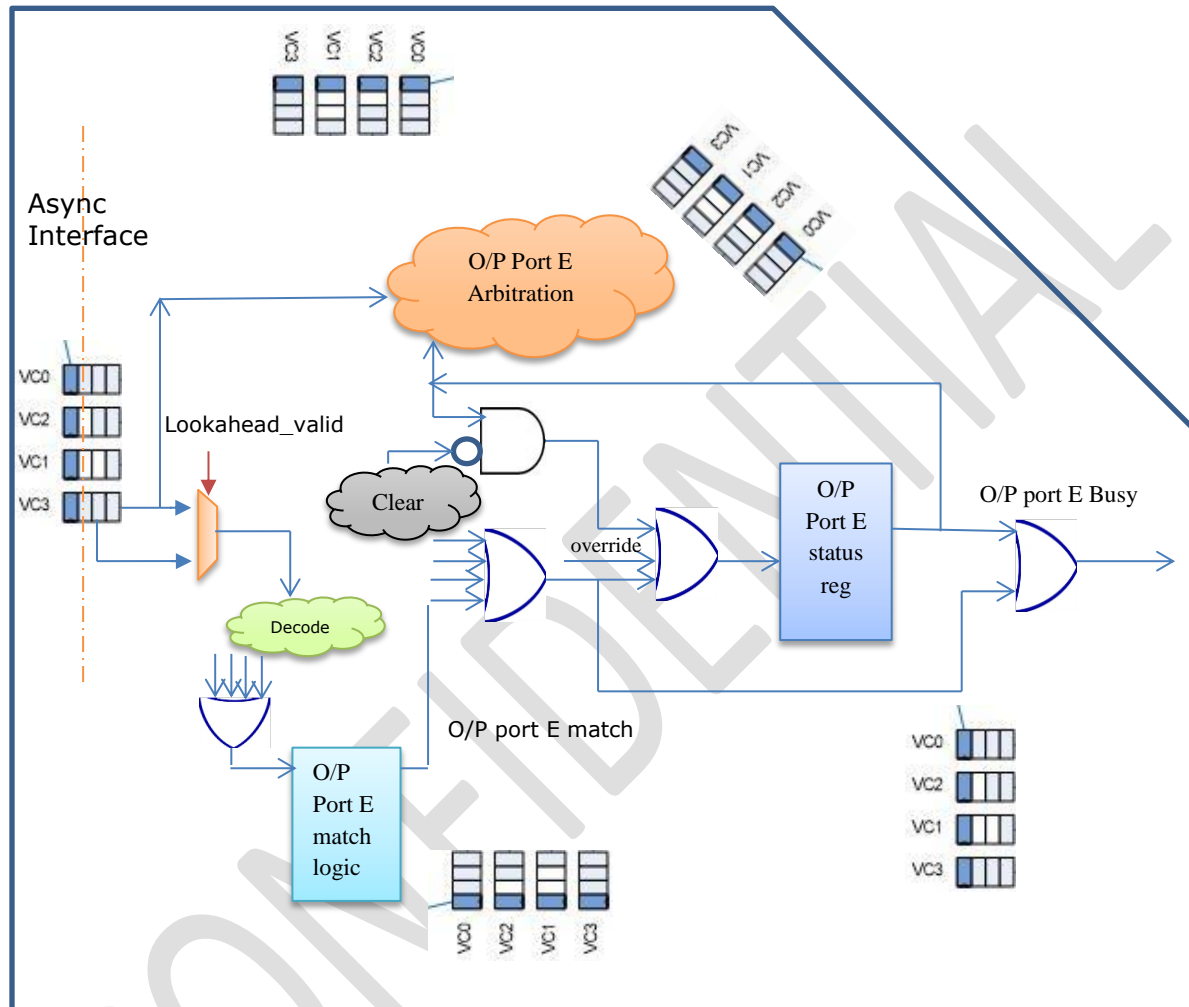 VC3
VC1
VC2
VC0
VC3
VC1
VC2
VC0
Async
Interface
O/P Port E
Arbitration
VC0
VC2
VC1
VC3
Lookahead_valid
Clear
override
O/P
Port E
status
reg
O/P port E Busy
Decode
O/P port E match
O/P
Port E
match
logic
VC0
VC2
VC1
VC3
VC0
VC2
VC1
VC3
ONFIDENTIAL